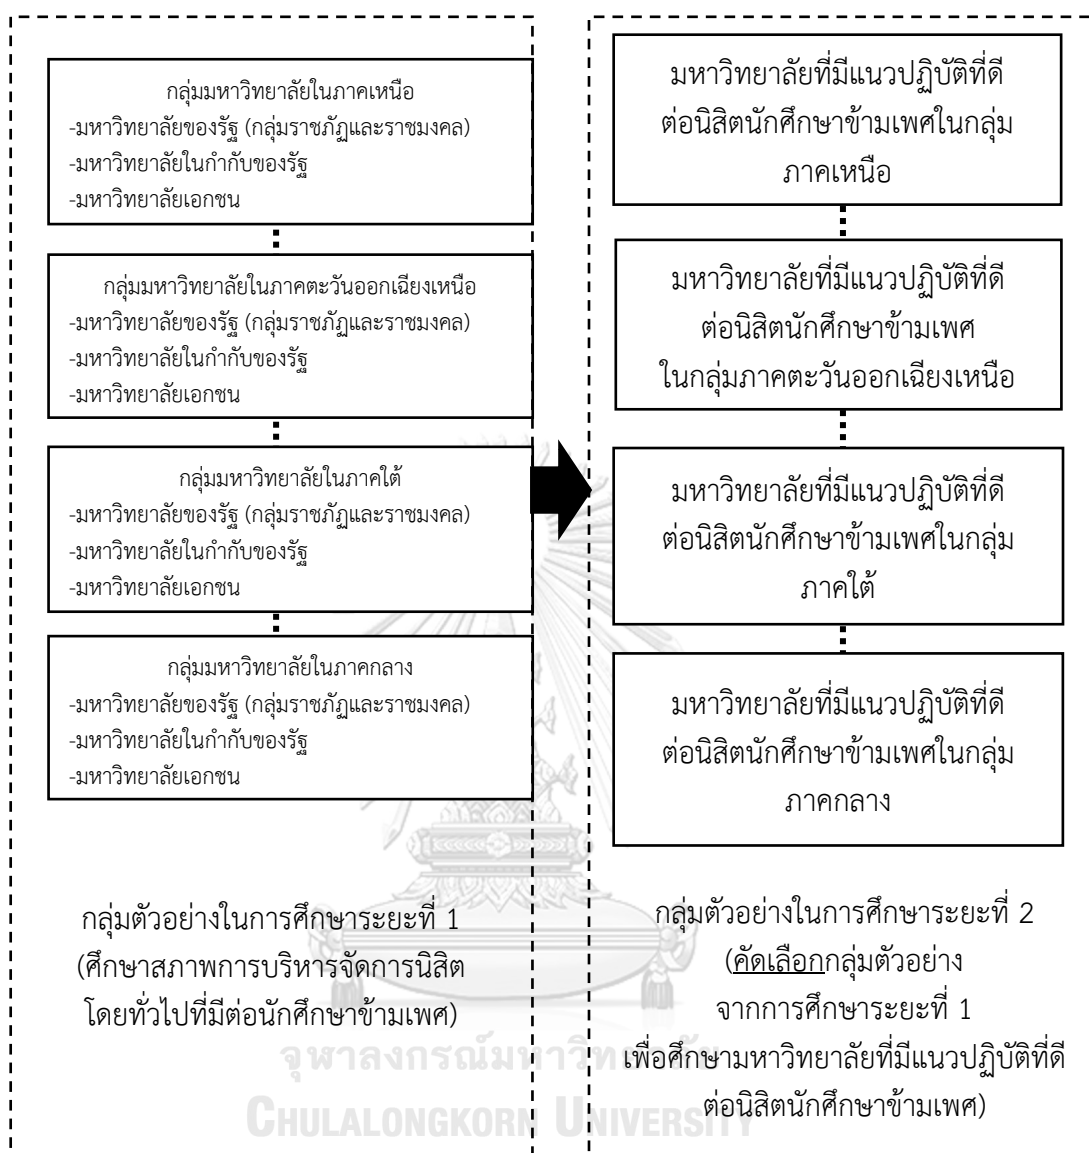 กลุ่มมหาวิทยาลัยในภาคเหนือ
-มหาวิทยาลัยของรัฐ (กลุ่มราชภัฏและราชมงคล)
-มหาวิทยาลัยในกำกับของรัฐ
-มหาวิทยาลัยเอกชน
กลุ่มมหาวิทยาลัยในภาคตะวันออกเฉียงเหนือ
-มหาวิทยาลัยของรัฐ (กลุ่มราชภัฏและราชมงคล)
-มหาวิทยาลัยในกำกับของรัฐ
-มหาวิทยาลัยเอกชน
กลุ่มมหาวิทยาลัยในภาคใต้
-มหาวิทยาลัยของรัฐ (กลุ่มราชภัฏและราชมงคล)
-มหาวิทยาลัยในกำกับของรัฐ
-มหาวิทยาลัยเอกชน
กลุ่มมหาวิทยาลัยในภาคกลาง
-มหาวิทยาลัยของรัฐ (กลุ่มราชภัฏและราชมงคล)
-มหาวิทยาลัยในกำกับของรัฐ
-มหาวิทยาลัยเอกชน
กลุ่มตัวอย่างในการศึกษาระยะที่ 1
(ศึกษาสภาพการบริหารจัดการนิสิต
โดยทั่วไปที่มีต่อนักศึกษาข้ามเพศ)
มหาวิทยาลัยที่มีแนวปฏิบัติที่ดี
ต่อนิสิตนักศึกษาข้ามเพศในกลุ่ม
ภาคเหนือ
มหาวิทยาลัยที่มีแนวปฏิบัติที่ดี
ต่อนิสิตนักศึกษาข้ามเพศ
ในกลุ่มภาคตะวันออกเฉียงเหนือ
มหาวิทยาลัยที่มีแนวปฏิบัติที่ดี
ต่อนิสิตนักศึกษาข้ามเพศในกลุ่ม
ภาคใต้
มหาวิทยาลัยที่มีแนวปฏิบัติที่ดี
ต่อนิสิตนักศึกษาข้ามเพศในกลุ่ม
ภาคกลาง
กลุ่มตัวอย่างในการศึกษาระยะที่ 2
(คัดเลือกกลุ่มตัวอย่าง
จากการศึกษาระยะที่ 1
เพื่อศึกษามหาวิทยาลัยที่มีแนวปฏิบัติที่ดี
ต่อนิสิตนักศึกษาข้ามเพศ)
จุฬาลงกรณ์มหาวิทยาลัย
CHULALONGKORN UNIVERSITY